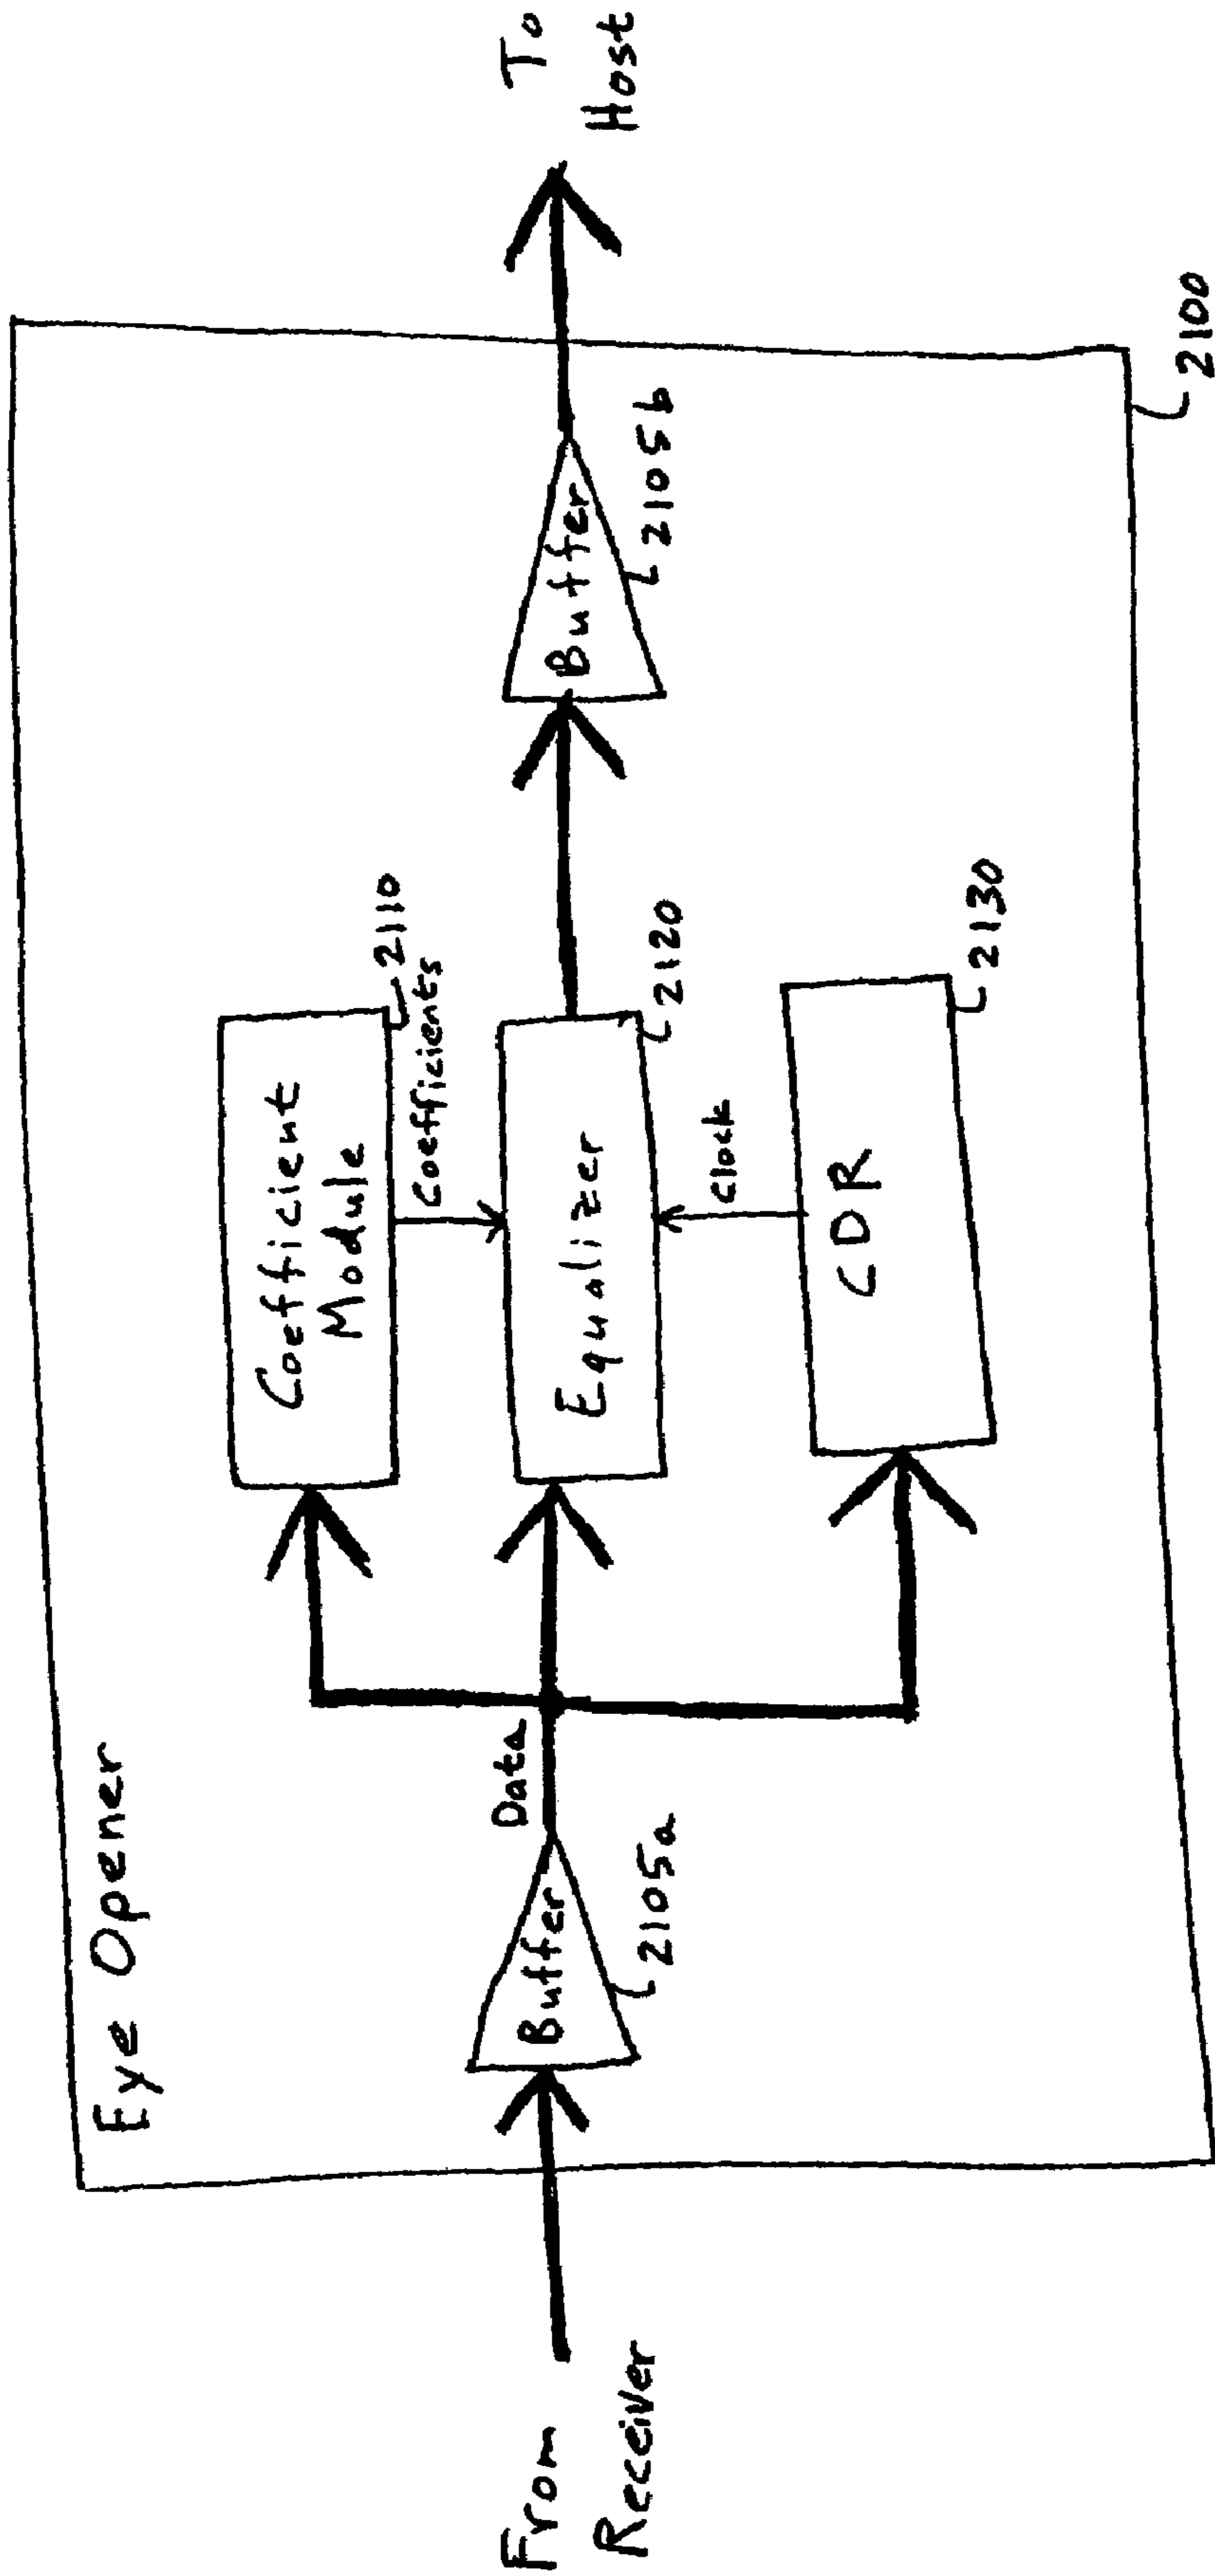 Eye Opener
From
Receiver
Buffer
2105a
Data
Coefficient
Module
2110
Coefficients
Equalizer
2120
Clock
CDR
2130
Buffer
2105b
To
Host
2100